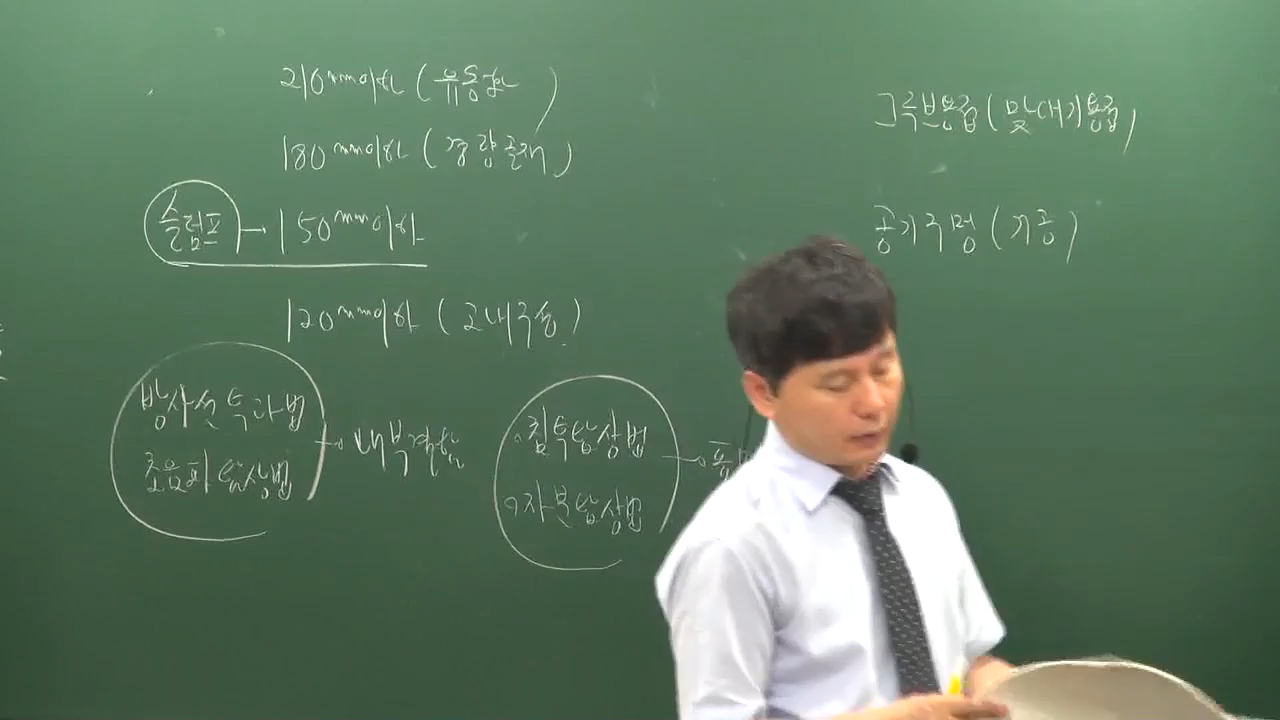 210mm이하 (유동화)
180mm이하 (경량골재)
슬럼프 → 150mm이하
120mm이하 (고내구성)
방사선 투과법
초음파 탐상법 → 내부결함
침투탐상법
자분탐상법
그루브용접 (맞대기용접)
공기구멍 (기공)